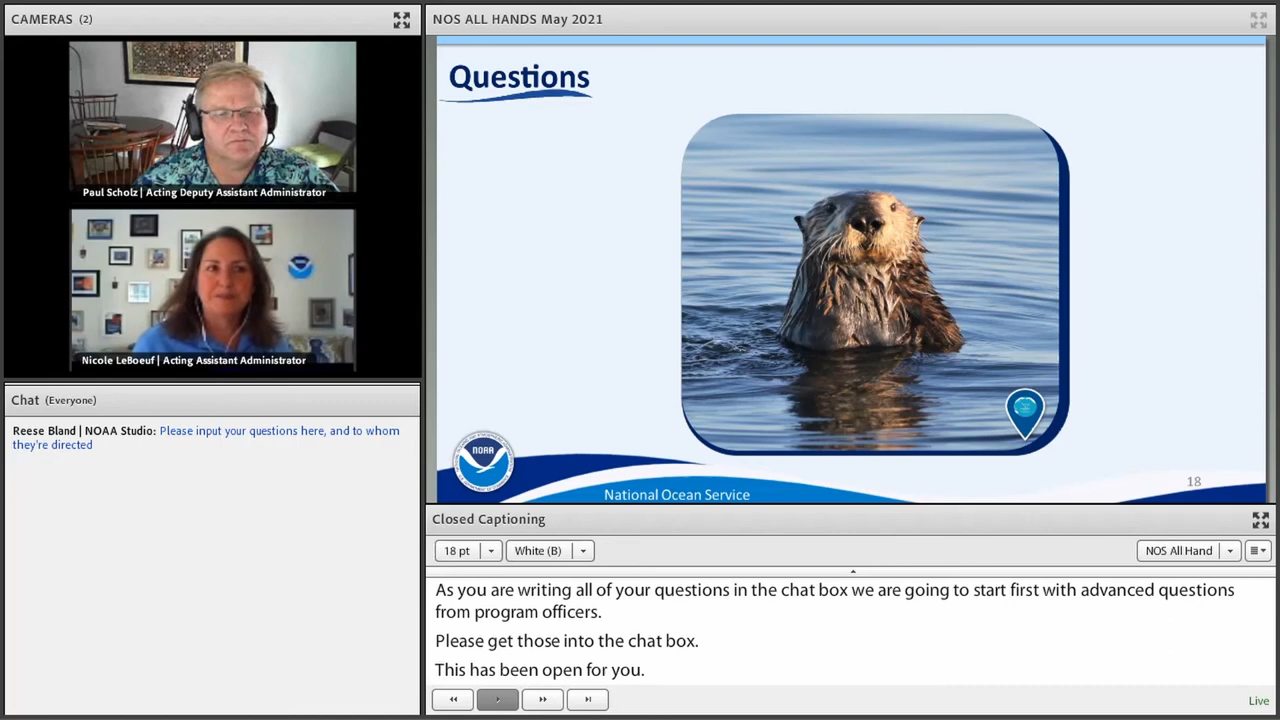 CAMERAS (2)
Paul Scholz | Acting Deputy Assistant Administrator
Nicole LeBoeuf | Acting Assistant Administrator
Chat (Everyone)
Reese Bland | NOAA Studio: Please input your questions here, and to whom
they're directed
NOS ALL HANDS May 2021
Questions
NOAA
National Ocean Service
18
Closed Captioning
18 pt
White (B)
NOS All Hand
As you are writing all of your questions in the chat box we are going to start first with advanced questions
from program officers.
Please get those into the chat box.
This has been open for you.
Live